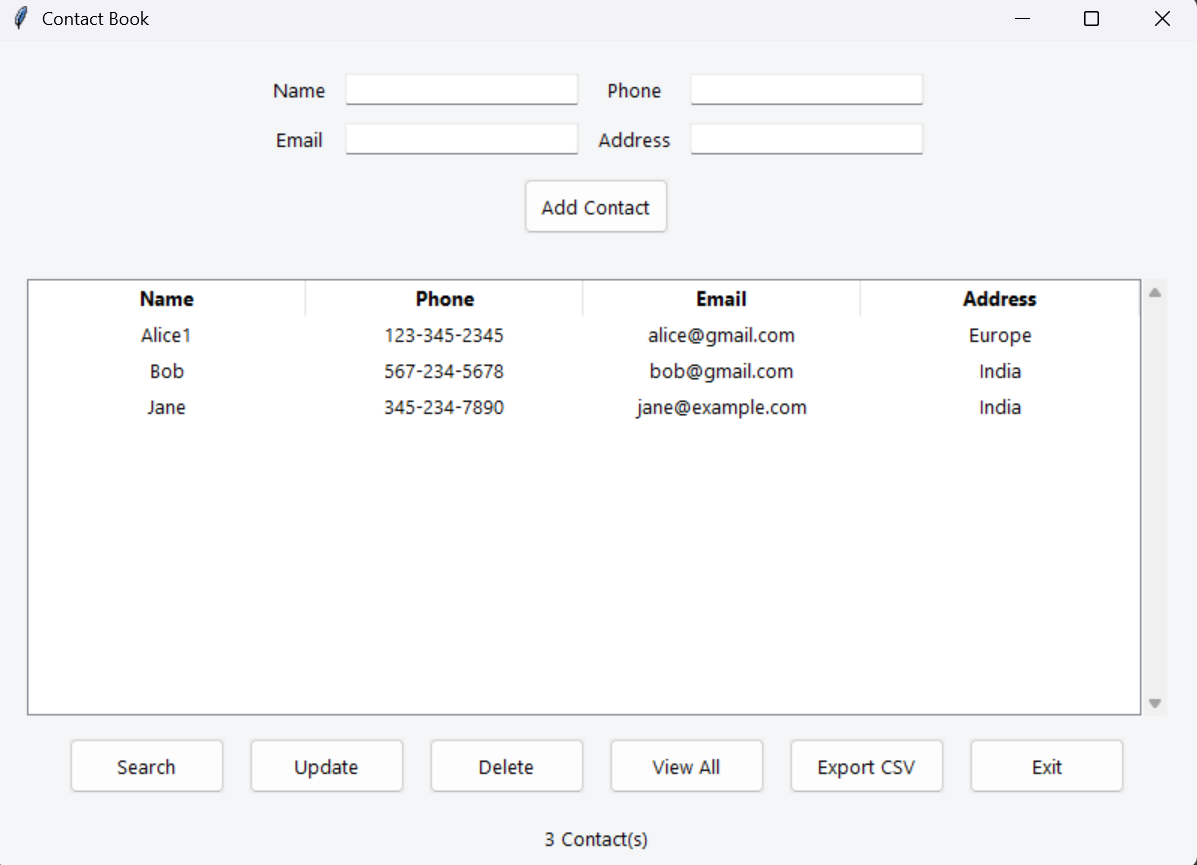 Contact Book
Name Phone
Email Address
Add Contact
Name Phone Email Address
Alice1 123-345-2345 alice@gmail.com Europe
Bob 567-234-5678 bob@gmail.com India
Jane 345-234-7890 jane@example.com India
Search Update Delete View All Export CSV Exit
3 Contact(s)